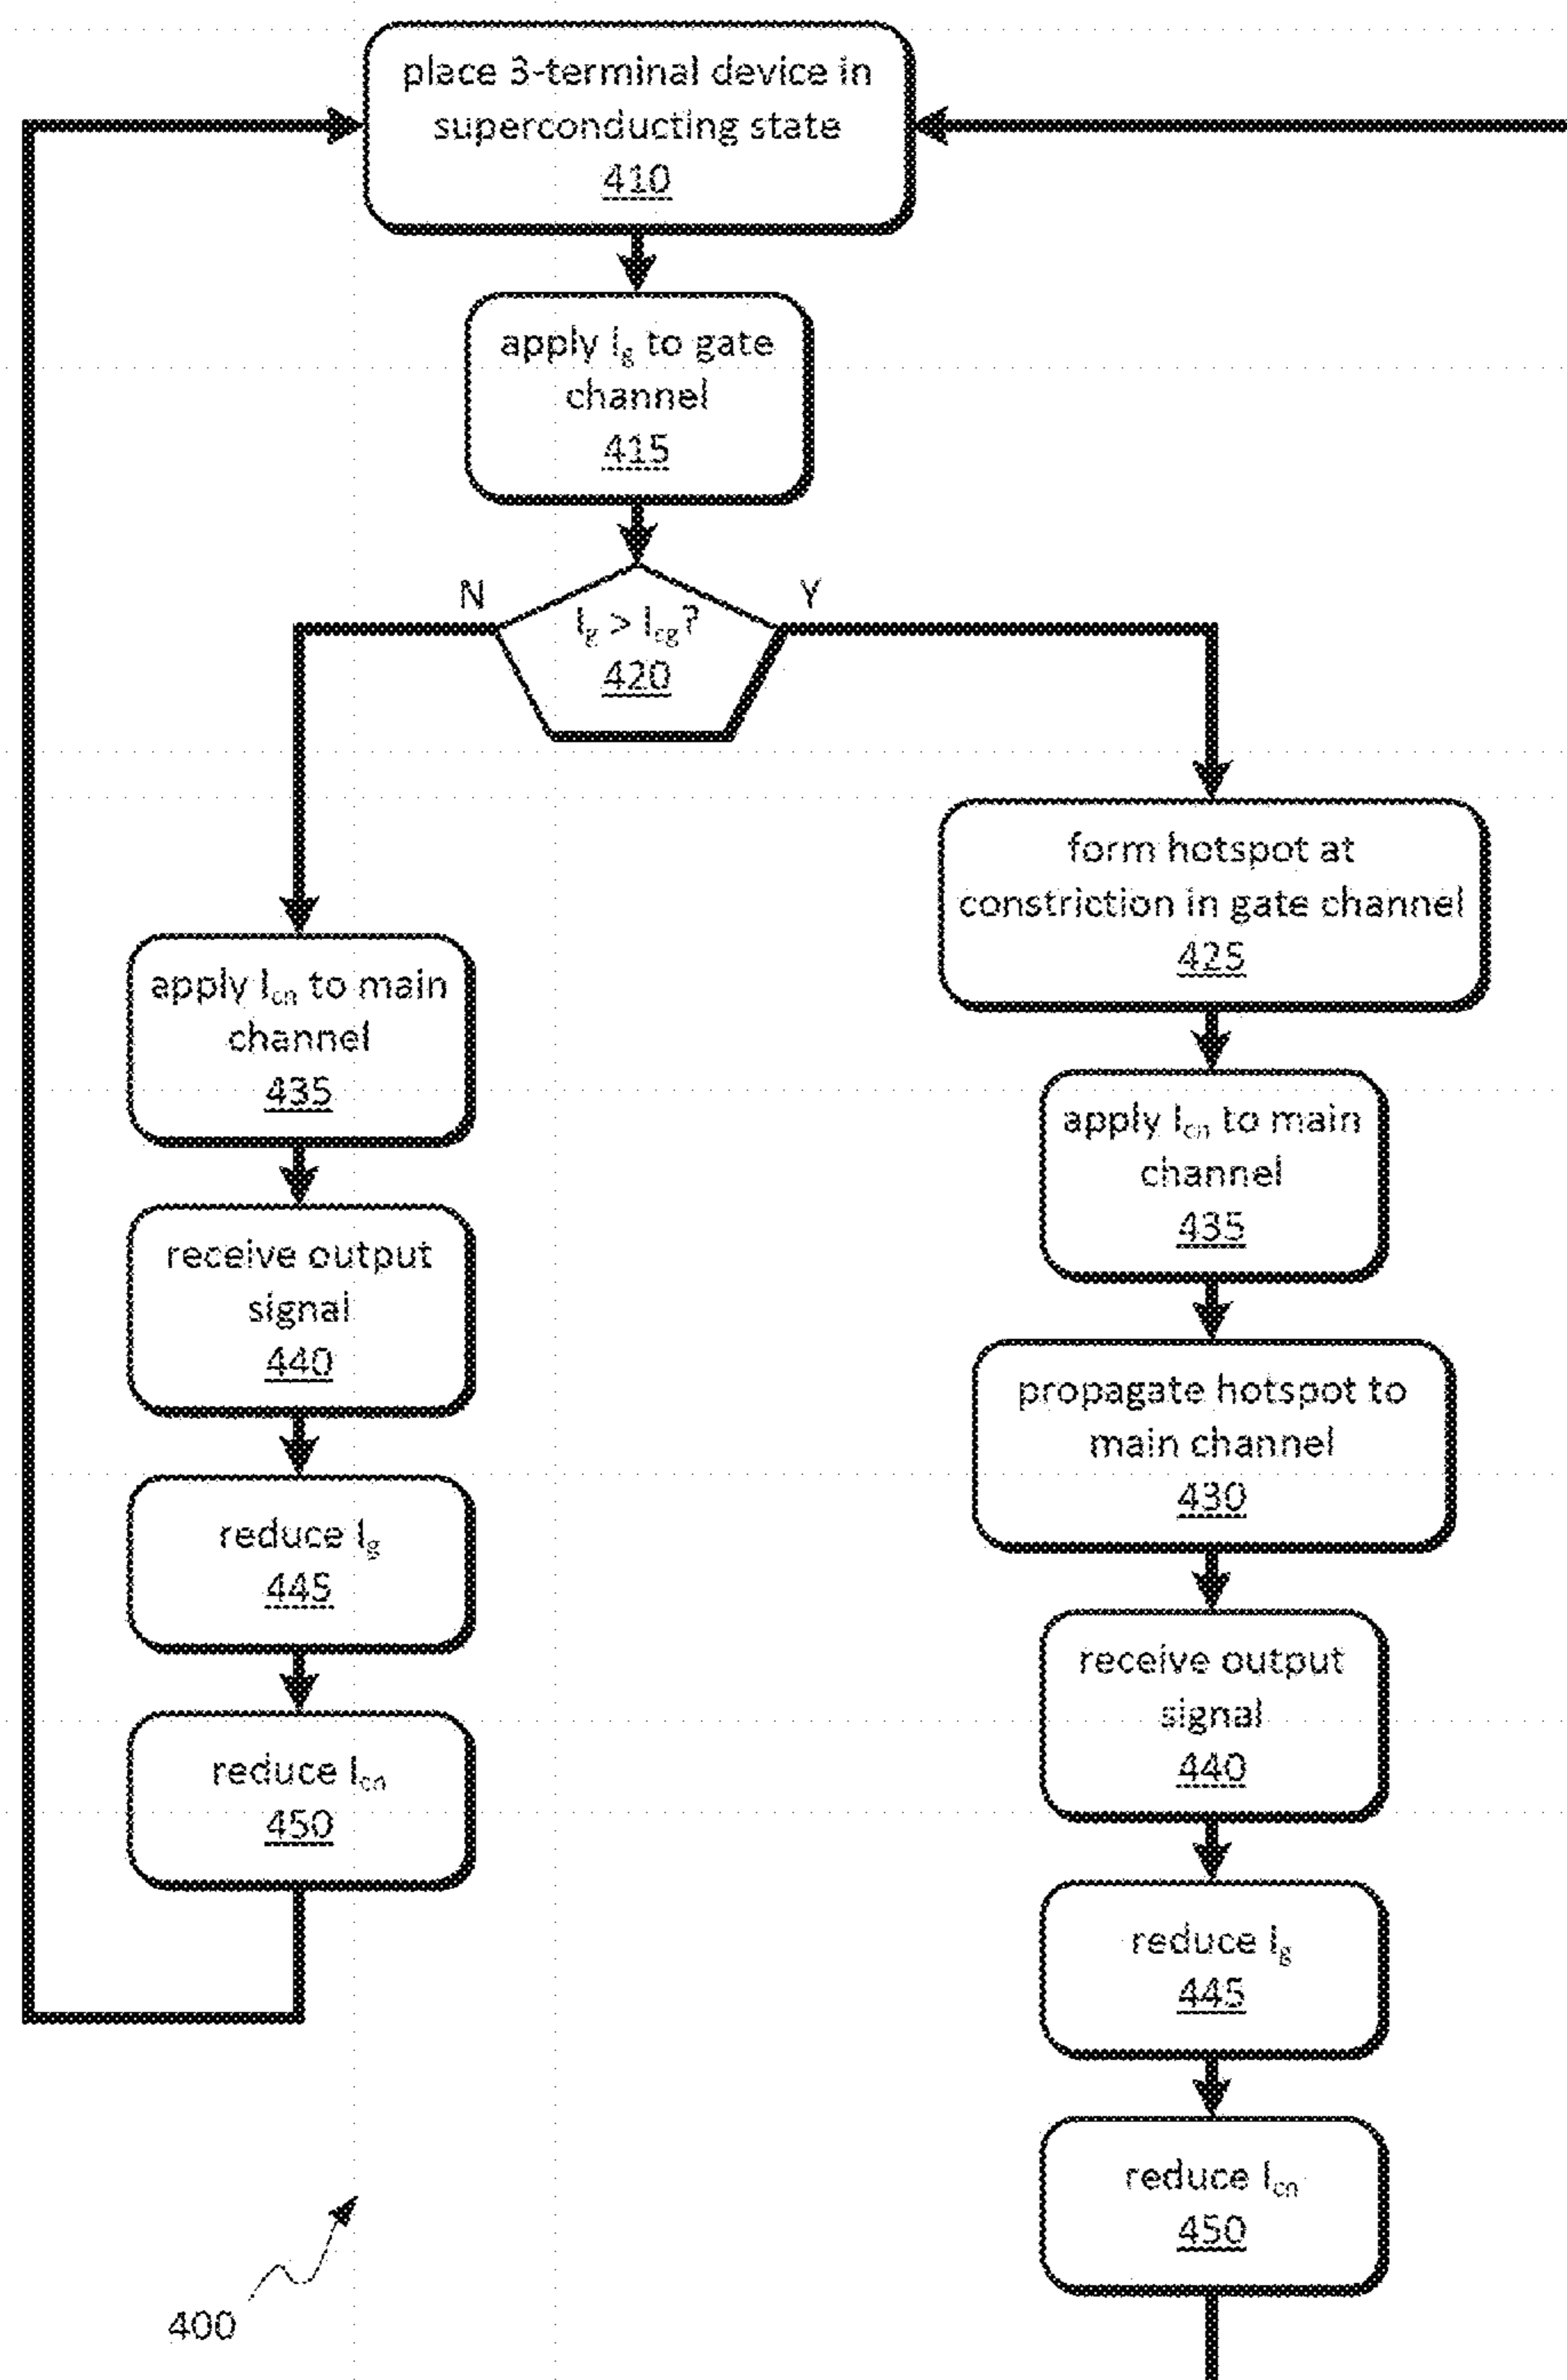 place 3-terminal device in
superconducting state
410
apply Ig to gate
channel
415
N
Y
Ig > Icg?
420
apply Icn to main
channel
435
receive output
signal
440
reduce Ig
445
reduce Icn
450
form hotspot at
constriction in gate channel
425
apply Icn to main
channel
435
propagate hotspot to
main channel
430
receive output
signal
440
reduce Ig
445
reduce Icn
450
400